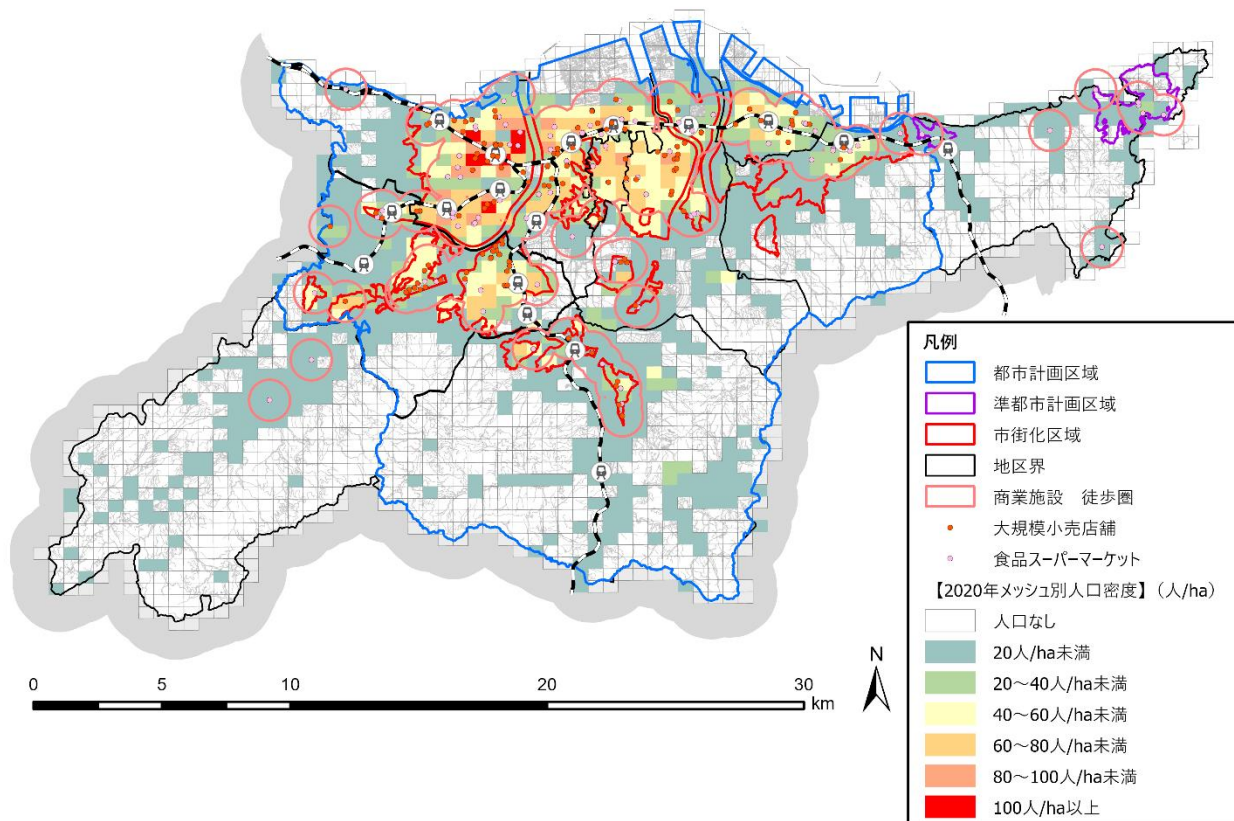 凡例
都市計画区域
準都市計画区域
市街化区域
地区界
商業施設　徒歩圏
大規模小売店舗
食品スーパーマーケット
【2020年メッシュ別人口密度】（人/ha）
人口なし
20人/ha未満
20～40人/ha未満
40～60人/ha未満
60～80人/ha未満
80～100人/ha未満
100人/ha以上
N
0 5 10 20 30
km